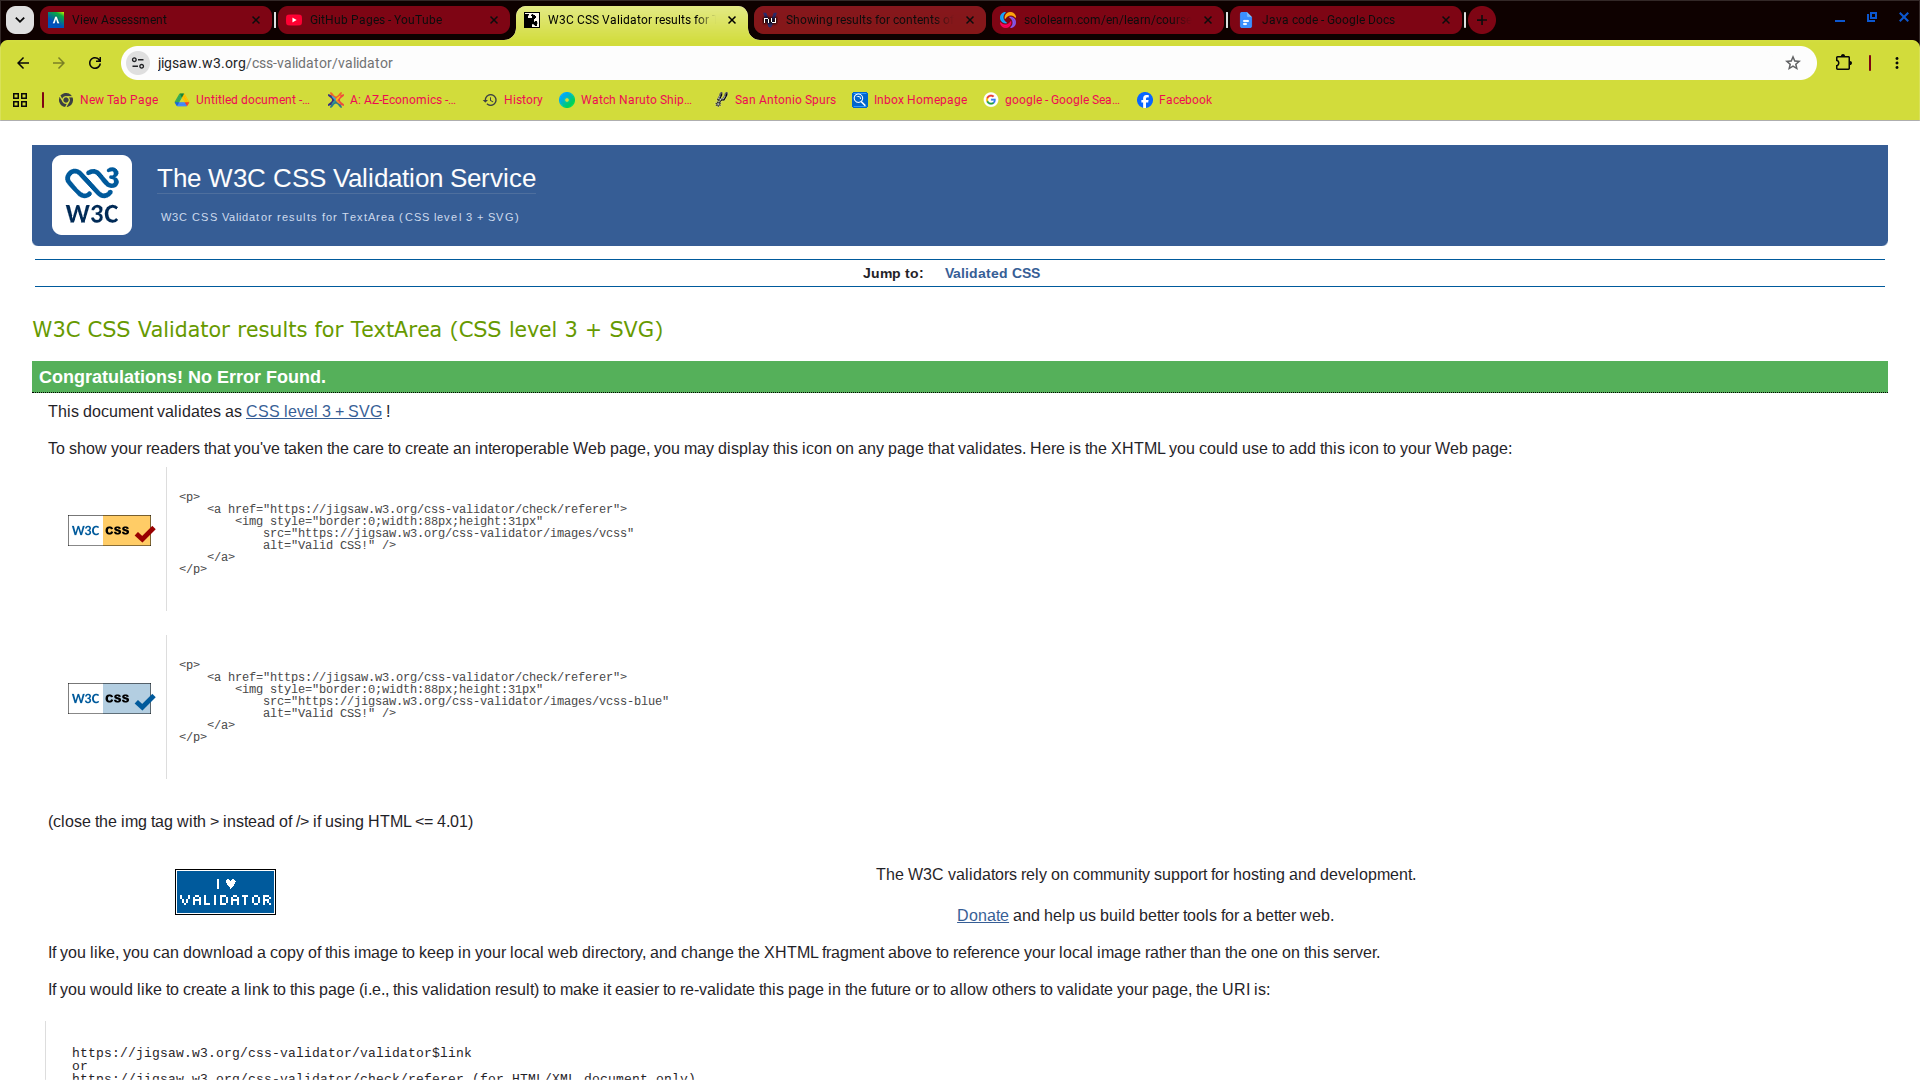 View Assessment
GitHub Pages - YouTube
W3C CSS Validator results for
Showing results for contents
sololearn.com/en/learn/cours
Java code - Google Docs
jigsaw.w3.org/css-validator/validator
New Tab Page
Untitled document -...
A: AZ-Economics -...
History
Watch Naruto Ship...
San Antonio Spurs
Inbox Homepage
google - Google Sea...
Facebook
W3C
The W3C CSS Validation Service
W3C CSS Validator results for TextArea (CSS level 3 + SVG)
Jump to: Validated CSS
W3C CSS Validator results for TextArea (CSS level 3 + SVG)
Congratulations! No Error Found.
This document validates as CSS level 3 + SVG !
To show your readers that you've taken the care to create an interoperable Web page, you may display this icon on any page that validates. Here is the XHTML you could use to add this icon to your Web page:
W3C css
<p>
<a href="https://jigsaw.w3.org/css-validator/check/referer">
<img style="border:0;width:88px;height:31px"
src="https://jigsaw.w3.org/css-validator/images/vcss"
alt="Valid CSS!" />
</a>
</p>
W3C css
<p>
<a href="https://jigsaw.w3.org/css-validator/check/referer">
<img style="border:0;width:88px;height:31px"
src="https://jigsaw.w3.org/css-validator/images/vcss-blue"
alt="Valid CSS!" />
</a>
</p>
(close the img tag with > instead of /> if using HTML <= 4.01)
I ♥
VALIDATOR
The W3C validators rely on community support for hosting and development.
Donate and help us build better tools for a better web.
If you like, you can download a copy of this image to keep in your local web directory, and change the XHTML fragment above to reference your local image rather than the one on this server.
If you would like to create a link to this page (i.e., this validation result) to make it easier to re-validate this page in the future or to allow others to validate your page, the URI is:
https://jigsaw.w3.org/css-validator/validator$link
or
https://jigsaw.w3.org/css-validator/check/referer (for HTML/XML document only)